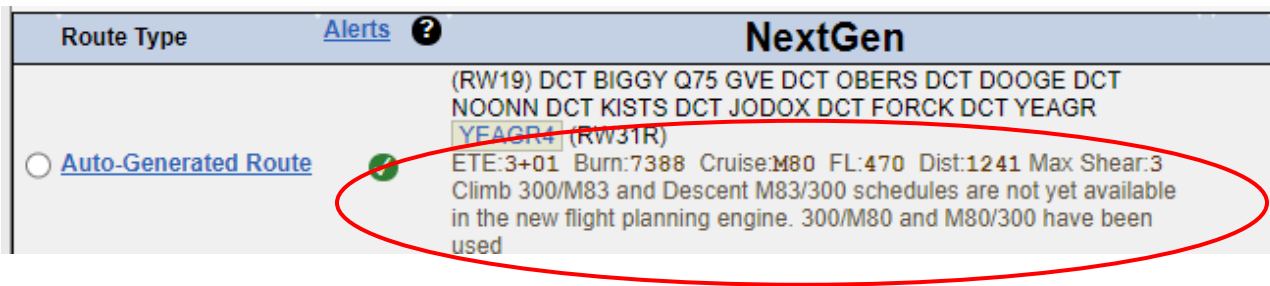 Route Type Alerts ? NextGen
(RW19) DCT BIGGY Q75 GVE DCT OBERS DCT DOOGE DCT
NOONN DCT KISTS DCT JODOX DCT FORCK DCT YEAGR
YEAGR4 (RW31R)
Auto-Generated Route
ETE:3+01 Burn:7388 Cruise:M80 FL:470 Dist:1241 Max Shear:3
Climb 300/M83 and Descent M83/300 schedules are not yet available
in the new flight planning engine. 300/M80 and M80/300 have been
used